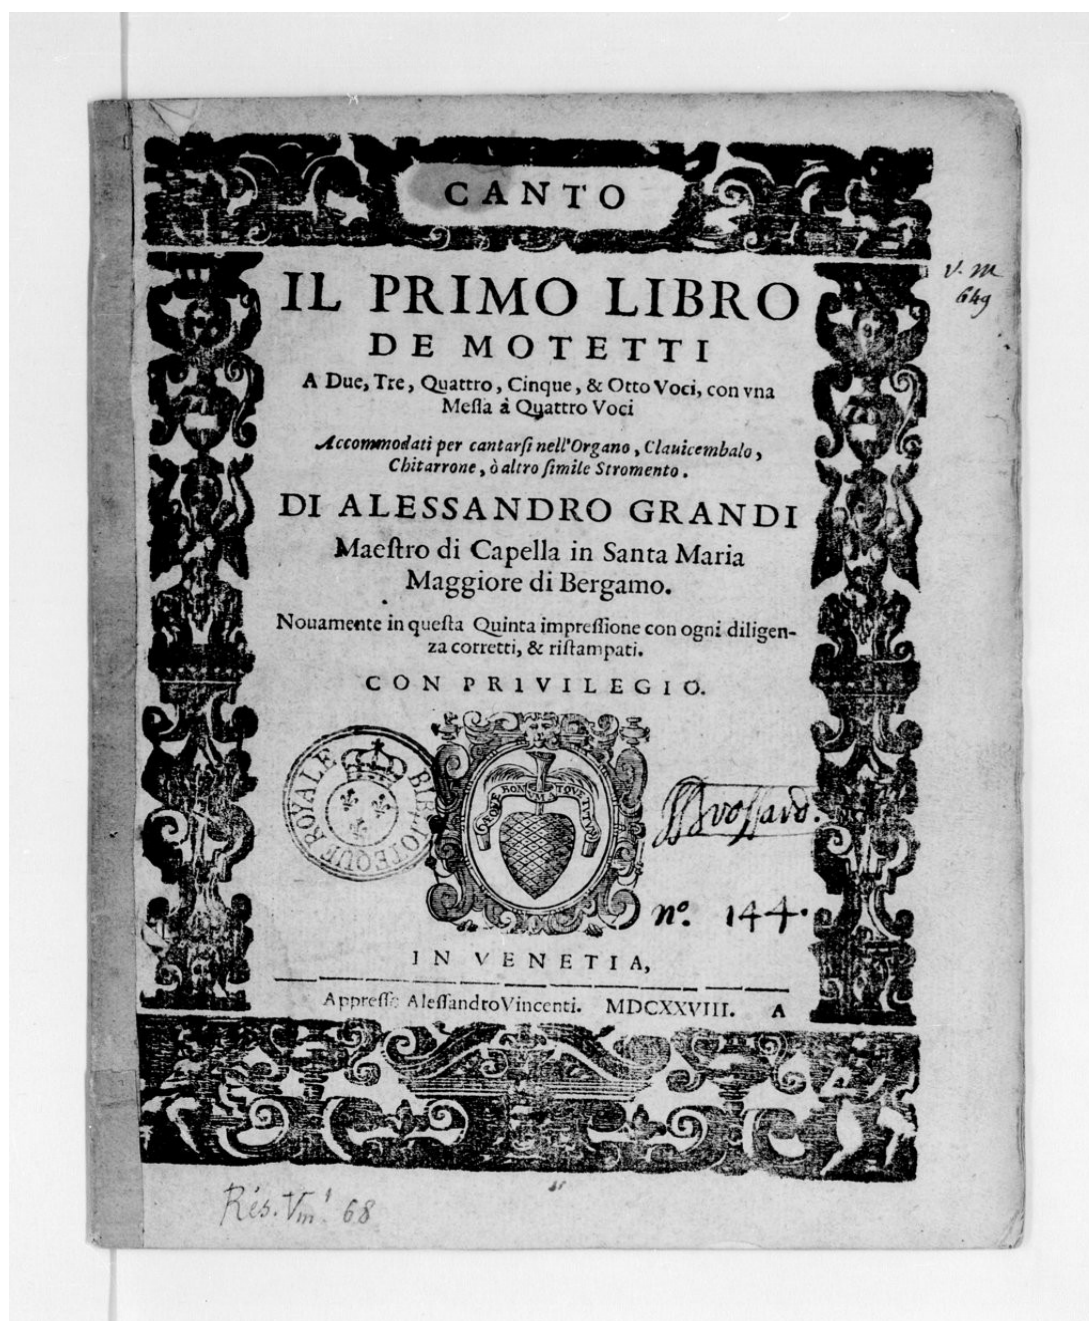 CANTO
IL PRIMO LIBRO
DE MOTETTI
A Due, Tre, Quattro, Cinque, & Otto Voci, con vna
Meſſa à Quattro Voci
Accommodati per cantarſi nell'Organo, Clauicembalo,
Chitarrone, ò altro ſimile Stromento.
DI ALESSANDRO GRANDI
Maeſtro di Capella in Santa Maria
Maggiore di Bergamo.
Nouamente in queſta Quinta impreſſione con ogni diligen-
za corretti, & riſtampati.
CON PRIVILEGIO.
BIBLIOTEQUE ROYALE
SBroſſard.
nº. 144.
IN VENETIA,
Appreſſo Aleſſandro Vincenti. MDCXXVIII. A
V. m
649
Rés. Vm¹ 68